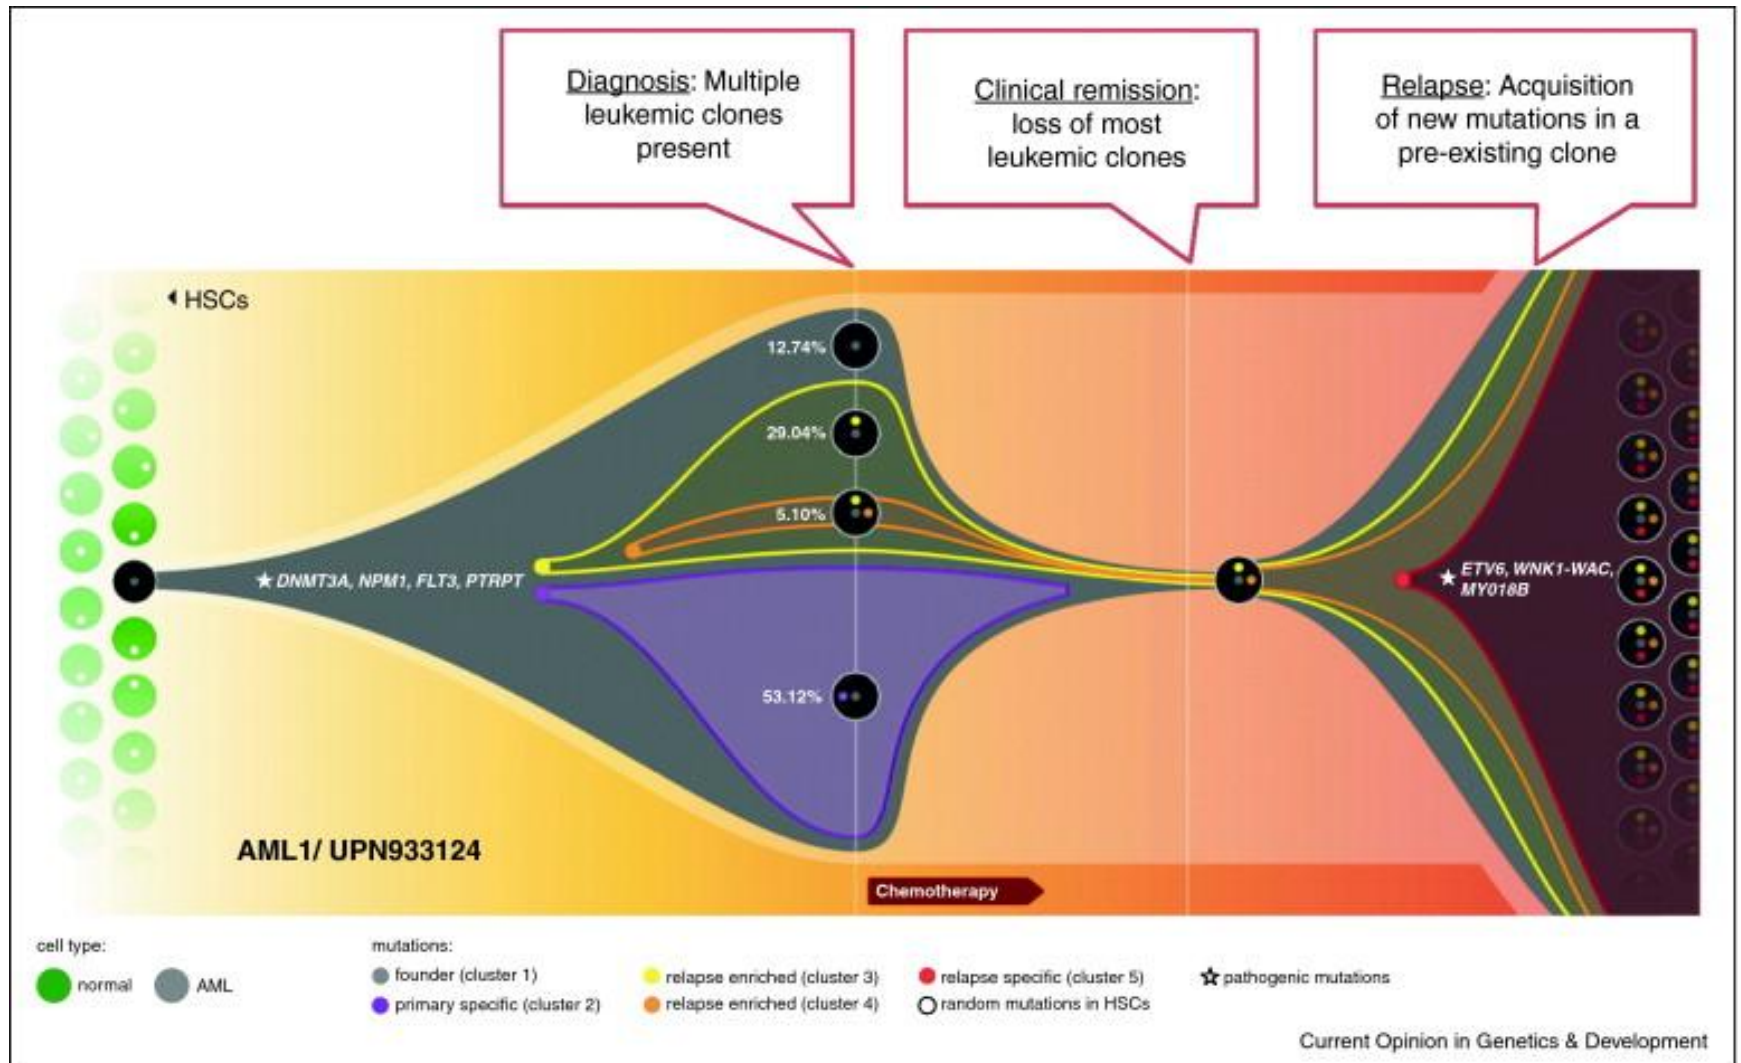 Diagnosis: Multiple
leukemic clones
present
Clinical remission:
loss of most
leukemic clones
Relapse: Acquisition
of new mutations in a
pre-existing clone
HSCs
12.74%
29.04%
5.10%
DNMT3A, NPM1, FLT3, PTRPT
ETV6, WNK1-WAC,
MY018B
53.12%
AML1/ UPN933124
Chemotherapy
cell type:
normal
AML
mutations:
founder (cluster 1)
primary specific (cluster 2)
relapse enriched (cluster 3)
relapse enriched (cluster 4)
relapse specific (cluster 5)
random mutations in HSCs
pathogenic mutations
Current Opinion in Genetics & Development